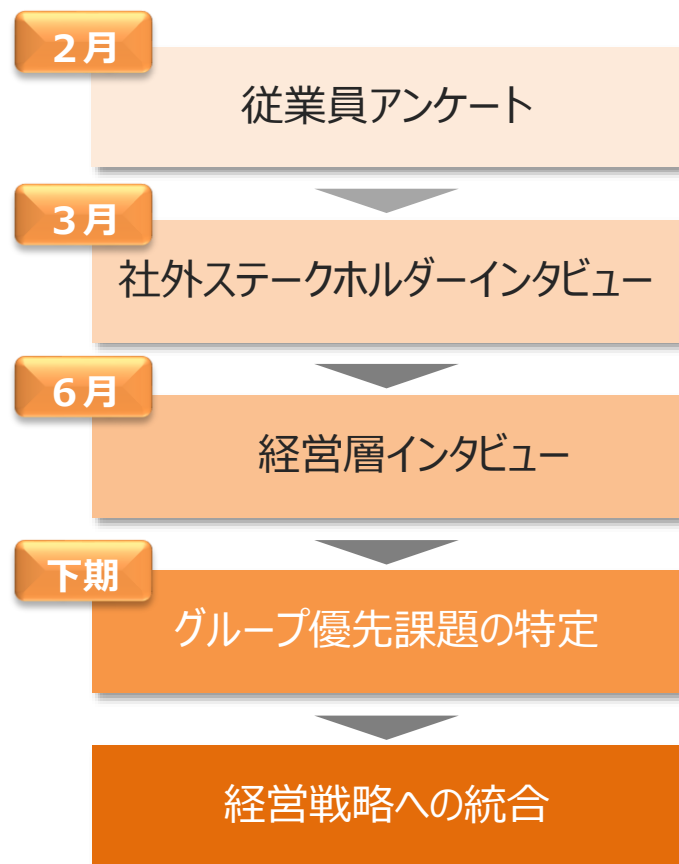 2月
従業員アンケート
3月
社外ステークホルダーインタビュー
6月
経営層インタビュー
下期
グループ優先課題の特定
経営戦略への統合